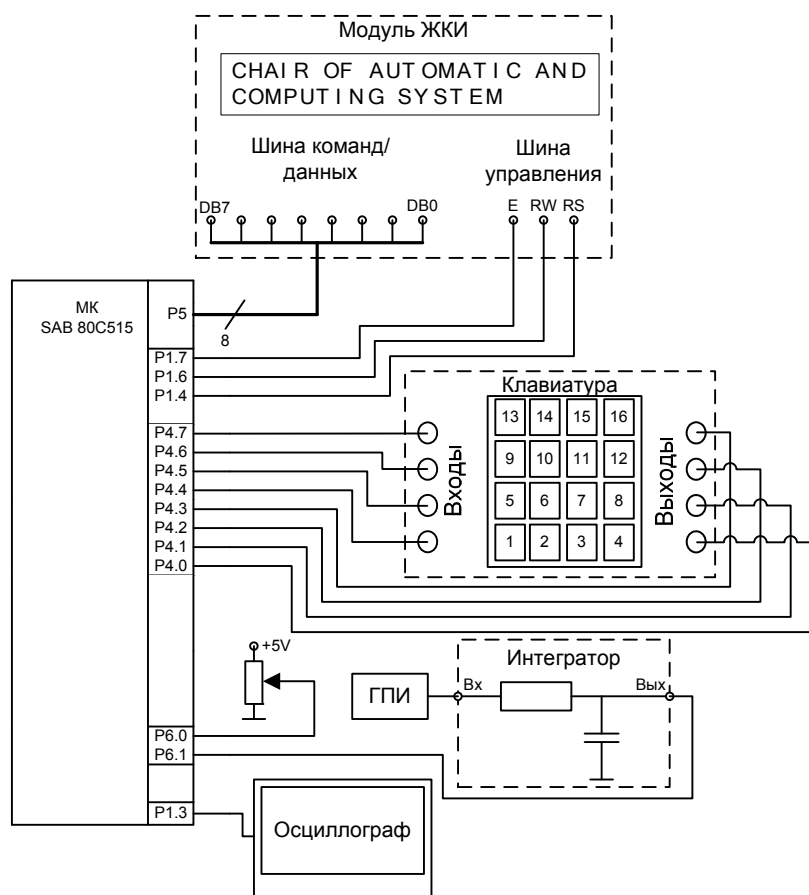 Модуль ЖКИ
CHAIR OF AUTOMATIC AND
COMPUTING SYSTEM
Шина команд/
данных
Шина
управления
DB7
DB0
E RW RS
МК
SAB 80C515
P5
8
P1.7
P1.6
P1.4
P4.7
P4.6
P4.5
P4.4
P4.3
P4.2
P4.1
P4.0
Клавиатура
Входы
13 14 15 16
9 10 11 12
5 6 7 8
1 2 3 4
Выходы
+5V
ГПИ
Интегратор
Вх
Вых
P6.0
P6.1
P1.3
Осциллограф